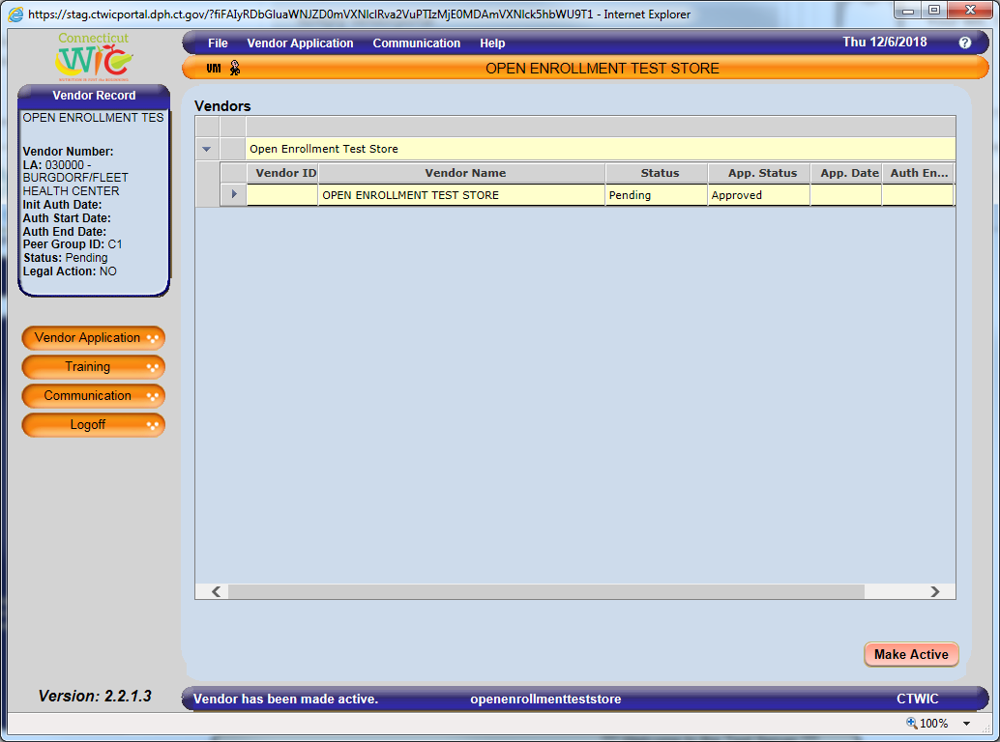 https://stag.ctwicportal.dph.ct.gov/?fiFAIyRDbGluaWNJZD0mVXNlclRva2VuPTIzMjE0MDAmVXNlck5hbWU9T1 - Internet Explorer
Connecticut
WIC
File Vendor Application Communication Help Thu 12/6/2018 ?
VM OPEN ENROLLMENT TEST STORE
Vendor Record
OPEN ENROLLMENT TES
Vendor Number:
LA: 030000 -
BURGDORF/FLEET
HEALTH CENTER
Init Auth Date:
Auth Start Date:
Auth End Date:
Peer Group ID: C1
Status: Pending
Legal Action: NO
Vendor Application
Training
Communication
Logoff
Version: 2.2.1.3
Vendors
Open Enrollment Test Store
Vendor ID Vendor Name Status App. Status App. Date Auth En...
OPEN ENROLLMENT TEST STORE Pending Approved
Make Active
Vendor has been made active. openenrollmentteststore CTWIC
100%